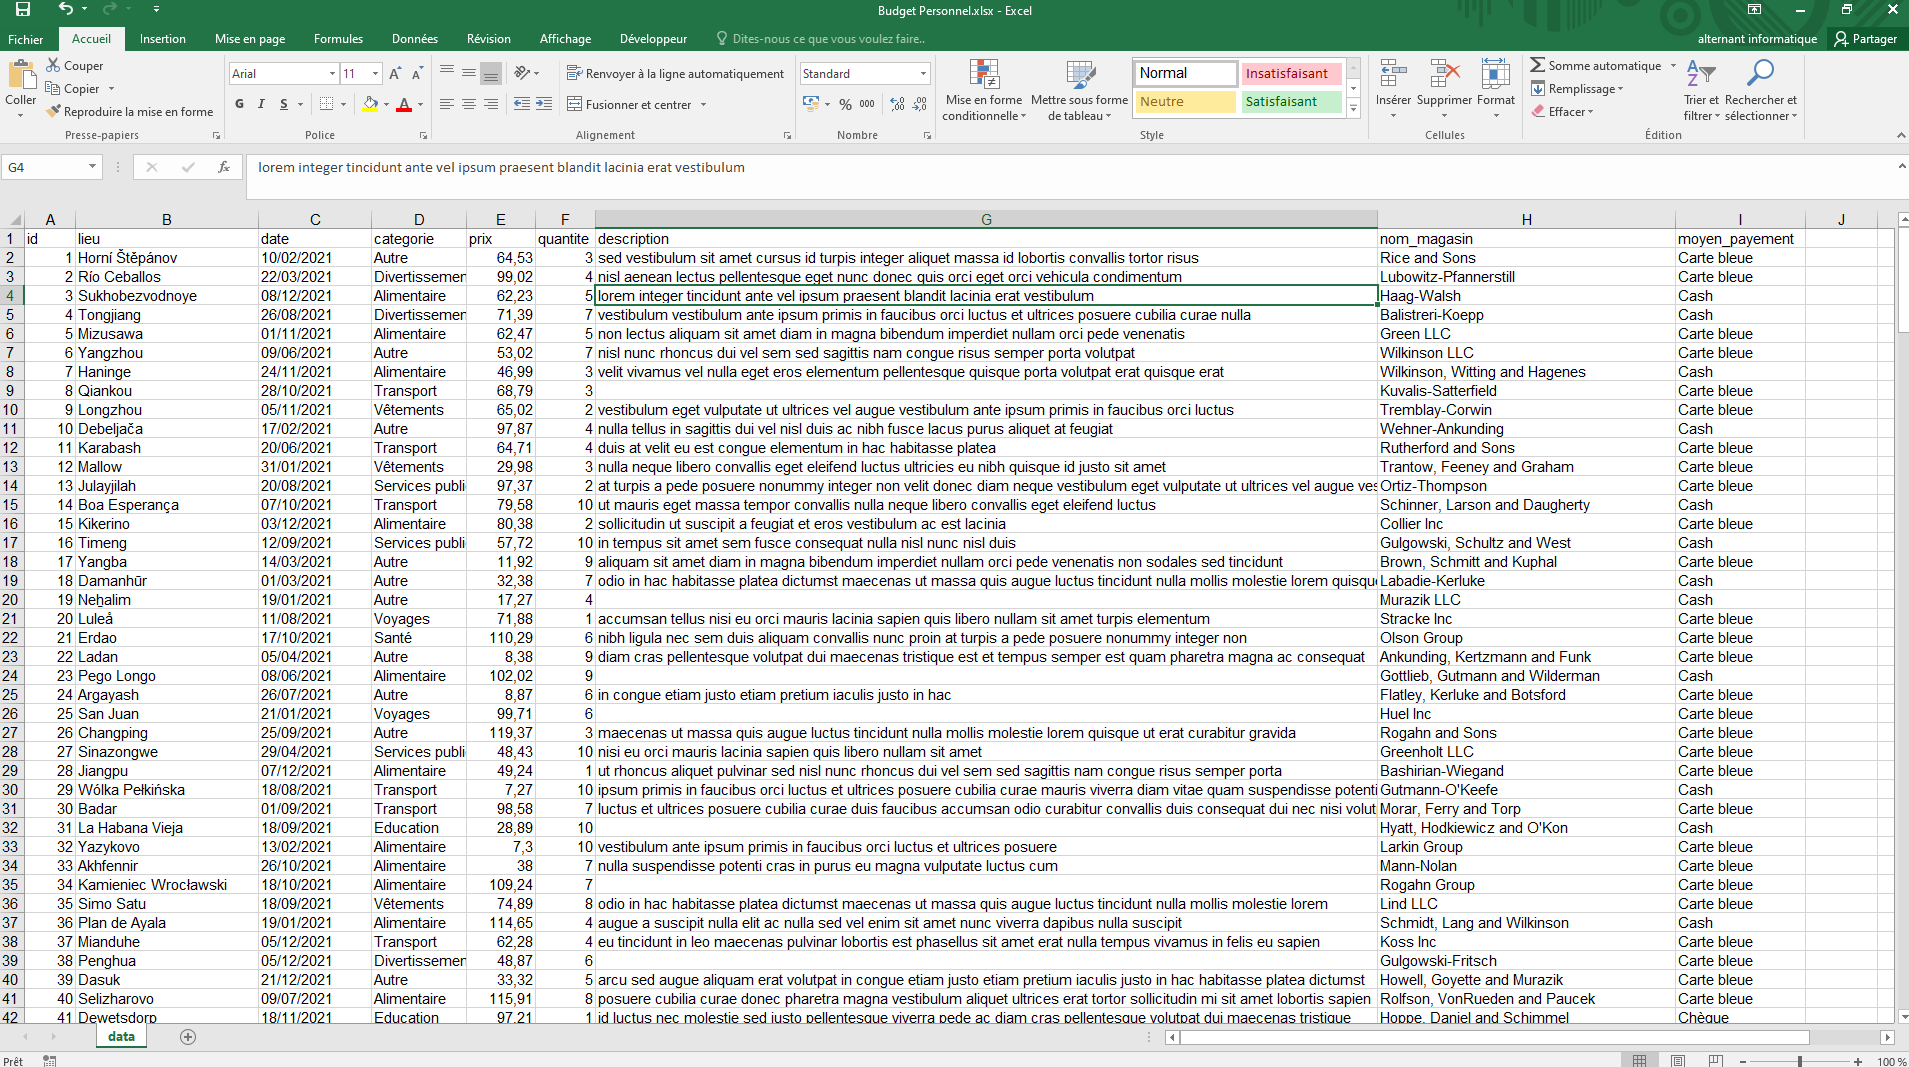 Budget Personnel.xlsx - Excel
Fichier Accueil Insertion Mise en page Formules Données Révision Affichage Développeur Dites-nous ce que vous voulez faire.. alternant informatique Partager
Coller
Couper
Copier
Reproduire la mise en forme
Presse-papiers
Arial 11
G I S
Police
Renvoyer à la ligne automatiquement
Fusionner et centrer
Alignement
Standard
% 000
Nombre
Mise en forme conditionnelle
Mettre sous forme de tableau
Normal Insatisfaisant
Neutre Satisfaisant
Style
Insérer Supprimer Format
Cellules
Somme automatique
Remplissage
Effacer
Trier et filtrer
Rechercher et sélectionner
Édition
G4 fx lorem integer tincidunt ante vel ipsum praesent blandit lacinia erat vestibulum
A B C D E F G H I J
1 id lieu date categorie prix quantite description nom_magasin moyen_payement
2 1 Horní Štěpánov 10/02/2021 Autre 64,53 3 sed vestibulum sit amet cursus id turpis integer aliquet massa id lobortis convallis tortor risus Rice and Sons Carte bleue
3 2 Río Ceballos 22/03/2021 Divertissemen 99,02 4 nisl aenean lectus pellentesque eget nunc donec quis orci eget orci vehicula condimentum Lubowitz-Pfannerstill Carte bleue
4 3 Sukhobezvodnoye 08/12/2021 Alimentaire 62,23 5 lorem integer tincidunt ante vel ipsum praesent blandit lacinia erat vestibulum Haag-Walsh Cash
5 4 Tongjiang 26/08/2021 Divertissemen 71,39 7 vestibulum vestibulum ante ipsum primis in faucibus orci luctus et ultrices posuere cubilia curae nulla Balistreri-Koepp Cash
6 5 Mizusawa 01/11/2021 Alimentaire 62,47 5 non lectus aliquam sit amet diam in magna bibendum imperdiet nullam orci pede venenatis Green LLC Carte bleue
7 6 Yangzhou 09/06/2021 Autre 53,02 7 nisl nunc rhoncus dui vel sem sed sagittis nam congue risus semper porta volutpat Wilkinson LLC Carte bleue
8 7 Haninge 24/11/2021 Alimentaire 46,99 3 velit vivamus vel nulla eget eros elementum pellentesque quisque porta volutpat erat quisque erat Wilkinson, Witting and Hagenes Cash
9 8 Qiankou 28/10/2021 Transport 68,79 3 Kuvalis-Satterfield Carte bleue
10 9 Longzhou 05/11/2021 Vêtements 65,02 2 vestibulum eget vulputate ut ultrices vel augue vestibulum ante ipsum primis in faucibus orci luctus Tremblay-Corwin Carte bleue
11 10 Debeljača 17/02/2021 Autre 97,87 4 nulla tellus in sagittis dui vel nisl duis ac nibh fusce lacus purus aliquet at feugiat Wehner-Ankunding Cash
12 11 Karabash 20/06/2021 Transport 64,71 4 duis at velit eu est congue elementum in hac habitasse platea Rutherford and Sons Carte bleue
13 12 Mallow 31/01/2021 Vêtements 29,98 3 nulla neque libero convallis eget eleifend luctus ultricies eu nibh quisque id justo sit amet Trantow, Feeney and Graham Carte bleue
14 13 Julayjilah 20/08/2021 Services publi 97,37 2 at turpis a pede posuere nonummy integer non velit donec diam neque vestibulum eget vulputate ut ultrices vel augue ves Ortiz-Thompson Carte bleue
15 14 Boa Esperança 07/10/2021 Transport 79,58 10 ut mauris eget massa tempor convallis nulla neque libero convallis eget eleifend luctus Schinner, Larson and Daugherty Cash
16 15 Kikerino 03/12/2021 Alimentaire 80,38 2 sollicitudin ut suscipit a feugiat et eros vestibulum ac est lacinia Collier Inc Carte bleue
17 16 Timeng 12/09/2021 Services publi 57,72 10 in tempus sit amet sem fusce consequat nulla nisl nunc nisl duis Gulgowski, Schultz and West Cash
18 17 Yangba 14/03/2021 Autre 11,92 9 aliquam sit amet diam in magna bibendum imperdiet nullam orci pede venenatis non sodales sed tincidunt Brown, Schmitt and Kuphal Carte bleue
19 18 Damanhūr 01/03/2021 Autre 32,38 7 odio in hac habitasse platea dictumst maecenas ut massa quis augue luctus tincidunt nulla mollis molestie lorem quisqu Labadie-Kerluke Cash
20 19 Neẖalim 19/01/2021 Autre 17,27 4 Murazik LLC Cash
21 20 Luleå 11/08/2021 Voyages 71,88 1 accumsan tellus nisi eu orci mauris lacinia sapien quis libero nullam sit amet turpis elementum Stracke Inc Carte bleue
22 21 Erdao 17/10/2021 Santé 110,29 6 nibh ligula nec sem duis aliquam convallis nunc proin at turpis a pede posuere nonummy integer non Olson Group Carte bleue
23 22 Ladan 05/04/2021 Autre 8,38 9 diam cras pellentesque volutpat dui maecenas tristique est et tempus semper est quam pharetra magna ac consequat Ankunding, Kertzmann and Funk Carte bleue
24 23 Pego Longo 08/06/2021 Alimentaire 102,02 9 Gottlieb, Gutmann and Wilderman Cash
25 24 Argayash 26/07/2021 Autre 8,87 6 in congue etiam justo etiam pretium iaculis justo in hac Flatley, Kerluke and Botsford Carte bleue
26 25 San Juan 21/01/2021 Voyages 99,71 6 Huel Inc Carte bleue
27 26 Changping 25/09/2021 Autre 119,37 3 maecenas ut massa quis augue luctus tincidunt nulla mollis molestie lorem quisque ut erat curabitur gravida Rogahn and Sons Carte bleue
28 27 Sinazongwe 29/04/2021 Services publi 48,43 10 nisi eu orci mauris lacinia sapien quis libero nullam sit amet Greenholt LLC Carte bleue
29 28 Jiangpu 07/12/2021 Alimentaire 49,24 1 ut rhoncus aliquet pulvinar sed nisl nunc rhoncus dui vel sem sed sagittis nam congue risus semper porta Bashirian-Wiegand Carte bleue
30 29 Wólka Pełkińska 18/08/2021 Transport 7,27 10 ipsum primis in faucibus orci luctus et ultrices posuere cubilia curae mauris viverra diam vitae quam suspendisse potenti Gutmann-O'Keefe Cash
31 30 Badar 01/09/2021 Transport 98,58 7 luctus et ultrices posuere cubilia curae duis faucibus accumsan odio curabitur convallis duis consequat dui nec nisi volut Morar, Ferry and Torp Carte bleue
32 31 La Habana Vieja 18/09/2021 Education 28,89 10 Hyatt, Hodkiewicz and O'Kon Cash
33 32 Yazykovo 13/02/2021 Alimentaire 7,3 10 vestibulum ante ipsum primis in faucibus orci luctus et ultrices posuere Larkin Group Carte bleue
34 33 Akhfennir 26/10/2021 Alimentaire 38 7 nulla suspendisse potenti cras in purus eu magna vulputate luctus cum Mann-Nolan Carte bleue
35 34 Kamieniec Wrocławski 18/10/2021 Alimentaire 109,24 7 Rogahn Group Carte bleue
36 35 Simo Satu 18/09/2021 Vêtements 74,89 8 odio in hac habitasse platea dictumst maecenas ut massa quis augue luctus tincidunt nulla mollis molestie lorem Lind LLC Carte bleue
37 36 Plan de Ayala 19/01/2021 Alimentaire 114,65 4 augue a suscipit nulla elit ac nulla sed vel enim sit amet nunc viverra dapibus nulla suscipit Schmidt, Lang and Wilkinson Cash
38 37 Mianduhe 05/12/2021 Transport 62,28 4 eu tincidunt in leo maecenas pulvinar lobortis est phasellus sit amet erat nulla tempus vivamus in felis eu sapien Koss Inc Carte bleue
39 38 Penghua 05/12/2021 Divertissemen 48,87 6 Gulgowski-Fritsch Carte bleue
40 39 Dasuk 21/12/2021 Autre 33,32 5 arcu sed augue aliquam erat volutpat in congue etiam justo etiam pretium iaculis justo in hac habitasse platea dictumst Howell, Goyette and Murazik Carte bleue
41 40 Selizharovo 09/07/2021 Alimentaire 115,91 8 posuere cubilia curae donec pharetra magna vestibulum aliquet ultrices erat tortor sollicitudin mi sit amet lobortis sapien Rolfson, VonRueden and Paucek Carte bleue
42 41 Dewetsdorp 18/11/2021 Education 97,21 1 id luctus nec molestie sed justo pellentesque viverra pede ac diam cras pellentesque volutpat dui maecenas tristique Hoppe, Daniel and Schimmel Chèque
data
Prêt 100 %